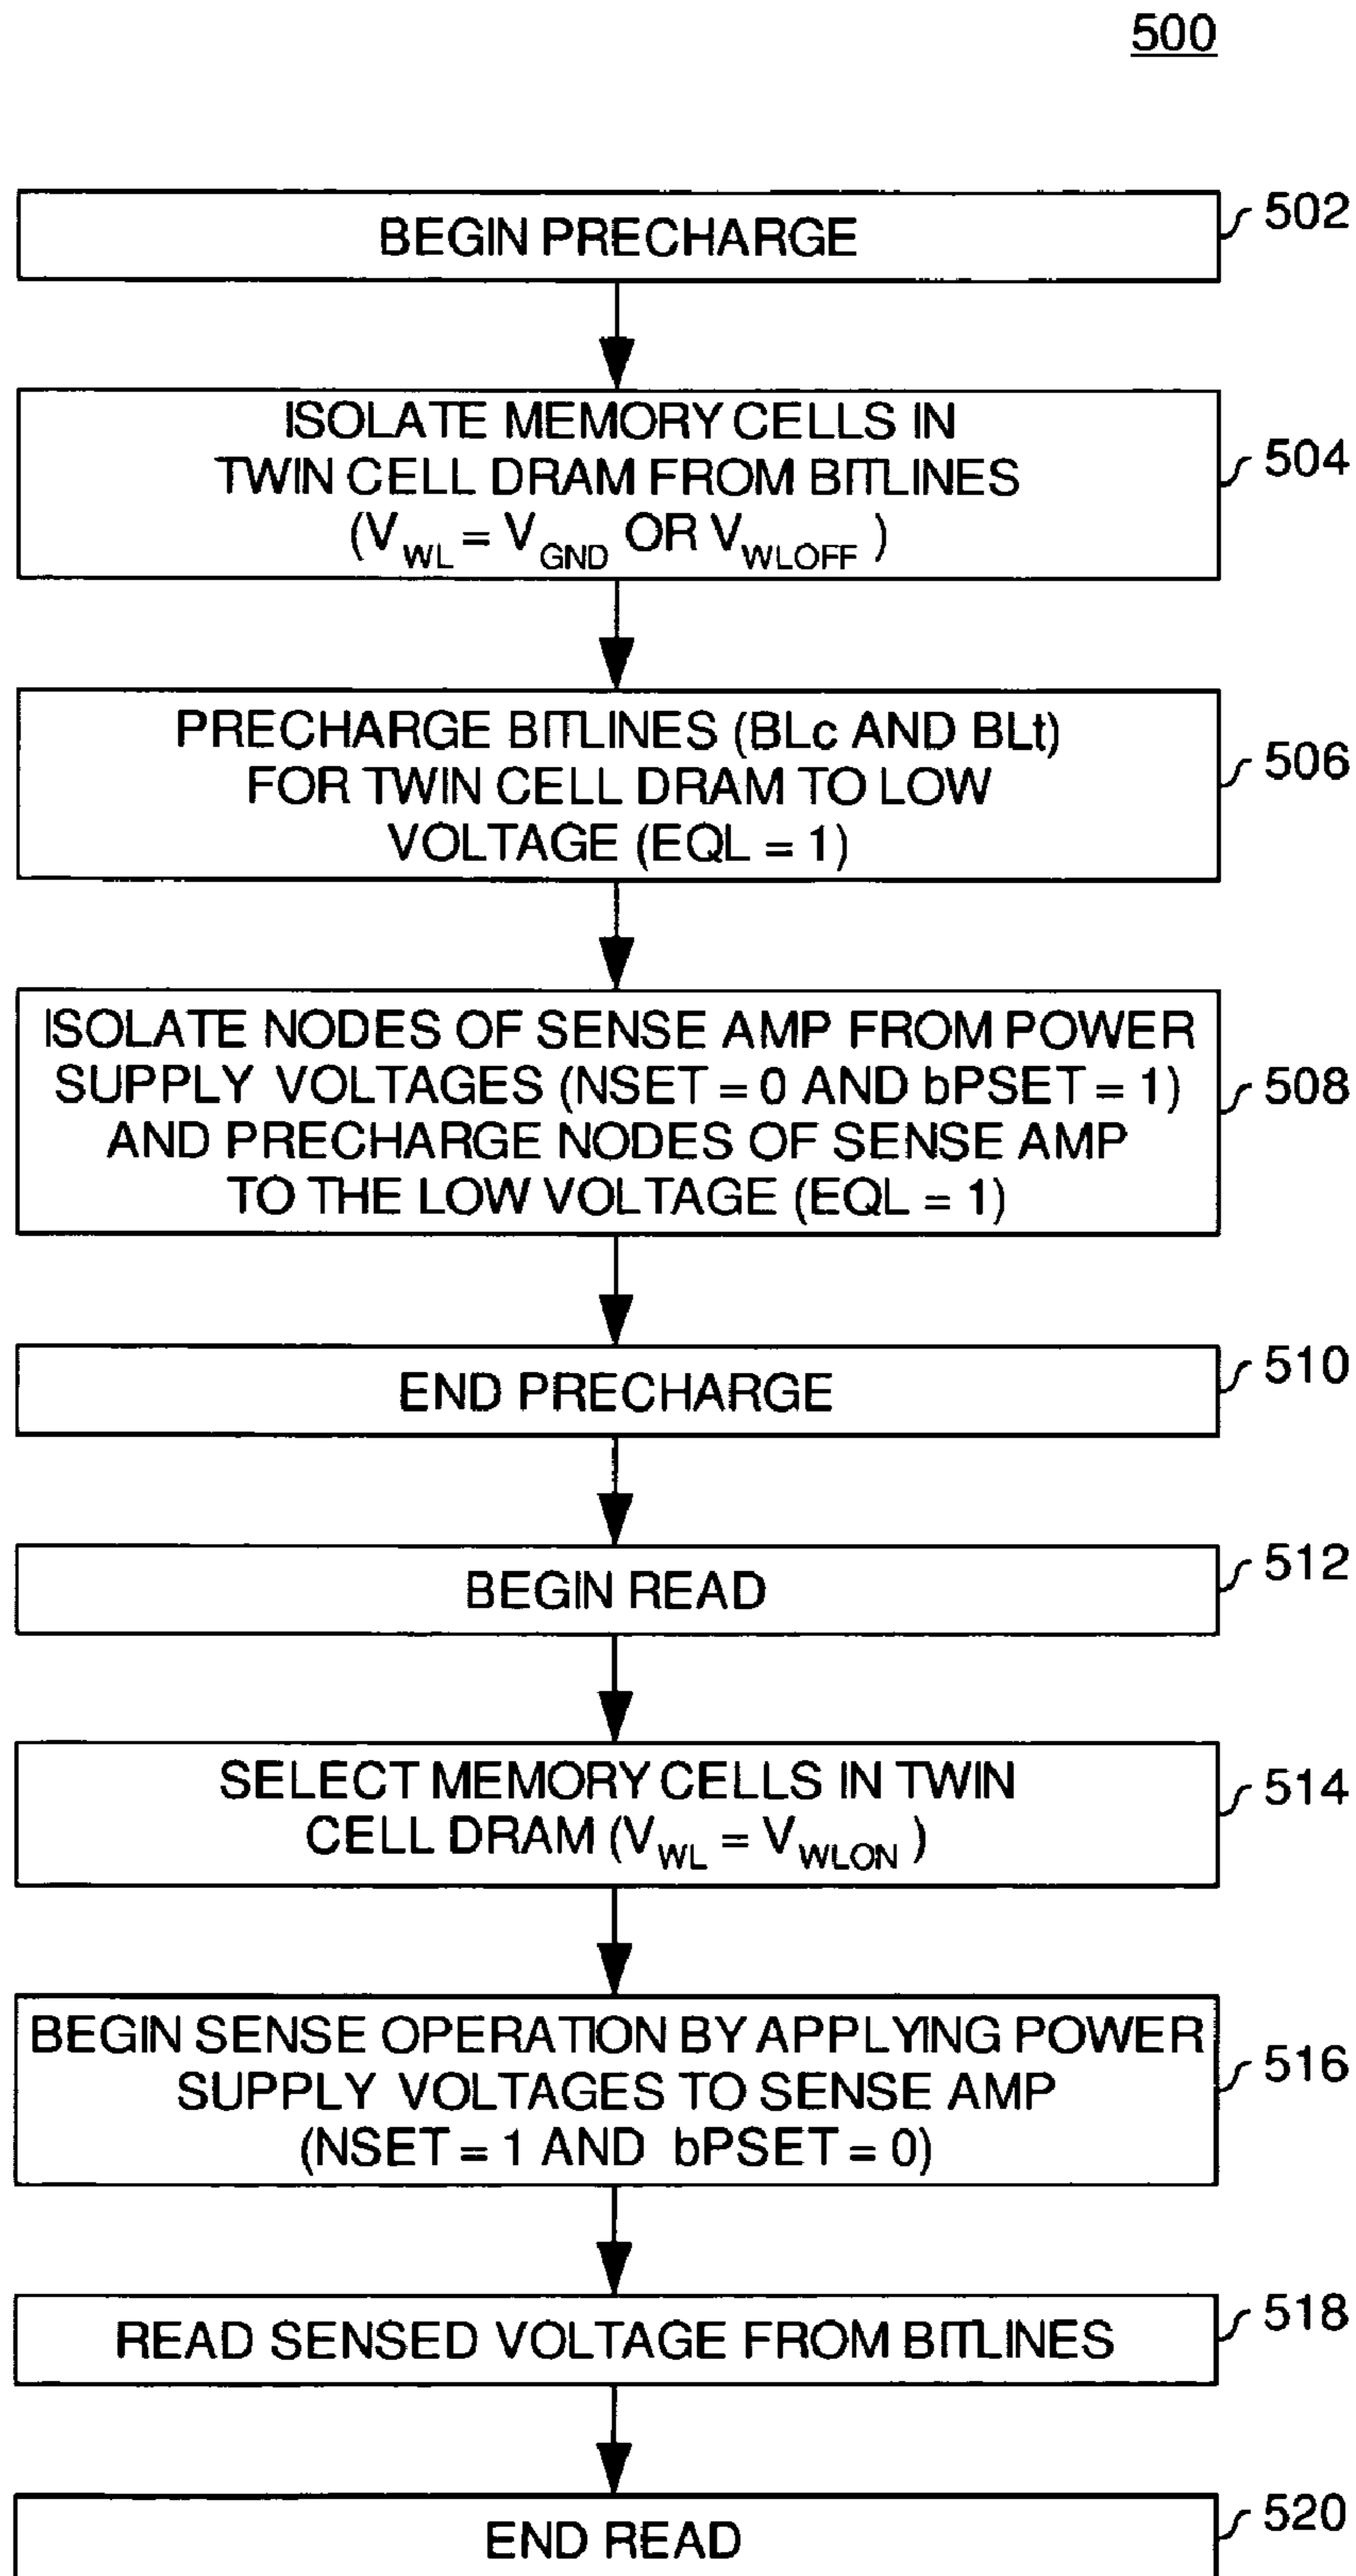 500
BEGIN PRECHARGE
502
ISOLATE MEMORY CELLS IN
TWIN CELL DRAM FROM BITLINES
(V_WL = V_GND OR V_WLOFF)
504
PRECHARGE BITLINES (BLc AND BLt)
FOR TWIN CELL DRAM TO LOW
VOLTAGE (EQL = 1)
506
ISOLATE NODES OF SENSE AMP FROM POWER
SUPPLY VOLTAGES (NSET = 0 AND bPSET = 1)
AND PRECHARGE NODES OF SENSE AMP
TO THE LOW VOLTAGE (EQL = 1)
508
END PRECHARGE
510
BEGIN READ
512
SELECT MEMORY CELLS IN TWIN
CELL DRAM (V_WL = V_WLON)
514
BEGIN SENSE OPERATION BY APPLYING POWER
SUPPLY VOLTAGES TO SENSE AMP
(NSET = 1 AND bPSET = 0)
516
READ SENSED VOLTAGE FROM BITLINES
518
END READ
520